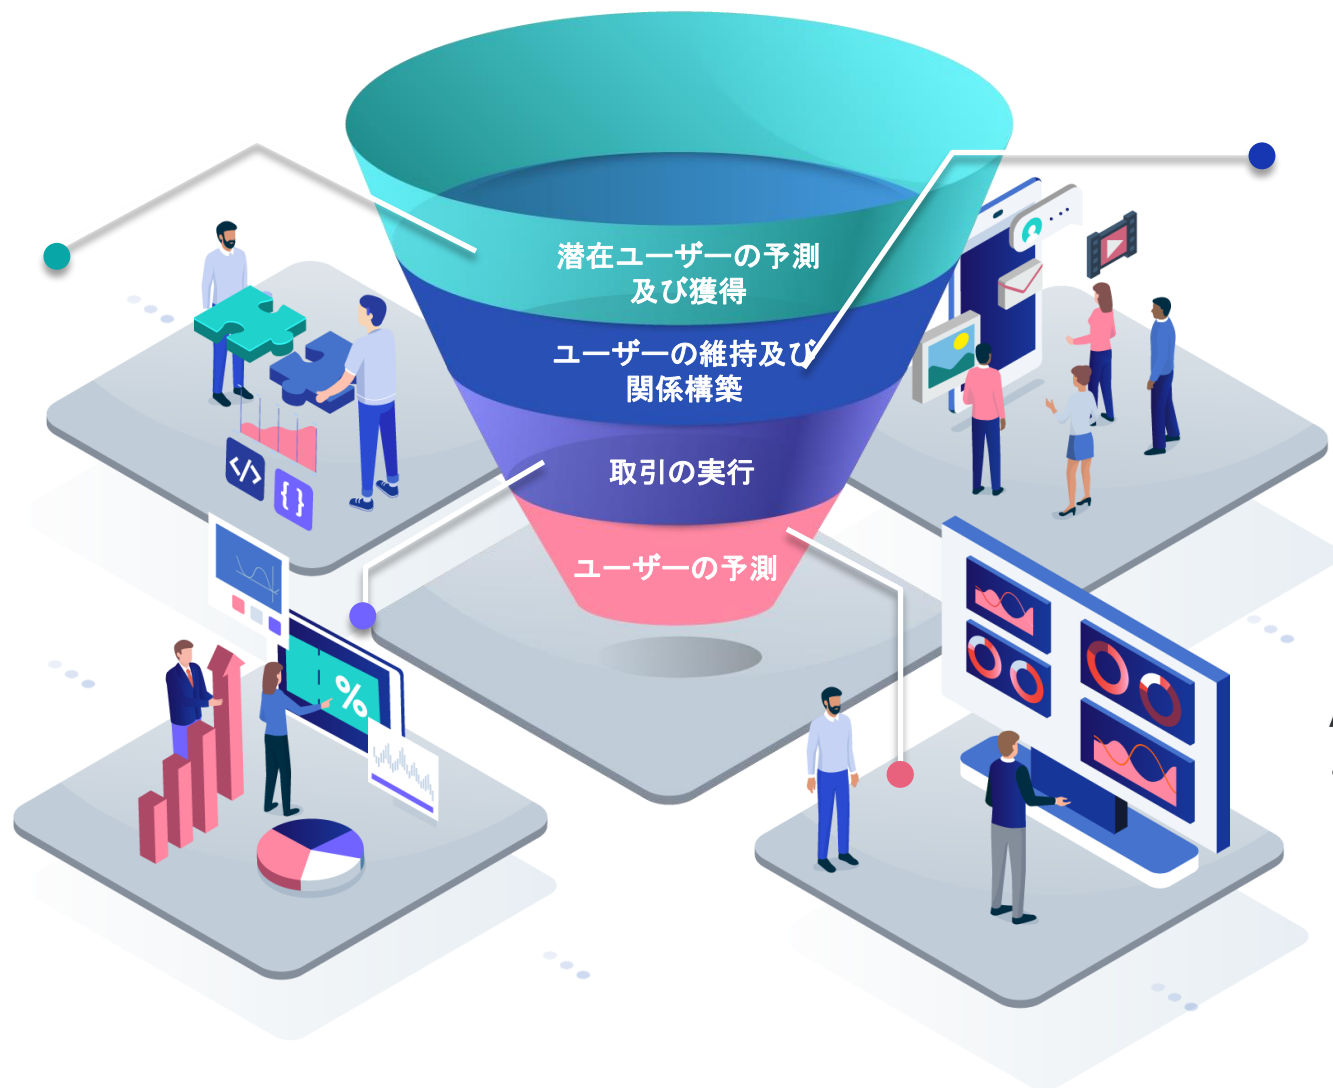 潜在ユーザーの予測
及び獲得
ユーザーの維持及び
関係構築
取引の実行
ユーザーの予測
</>
{ }
%